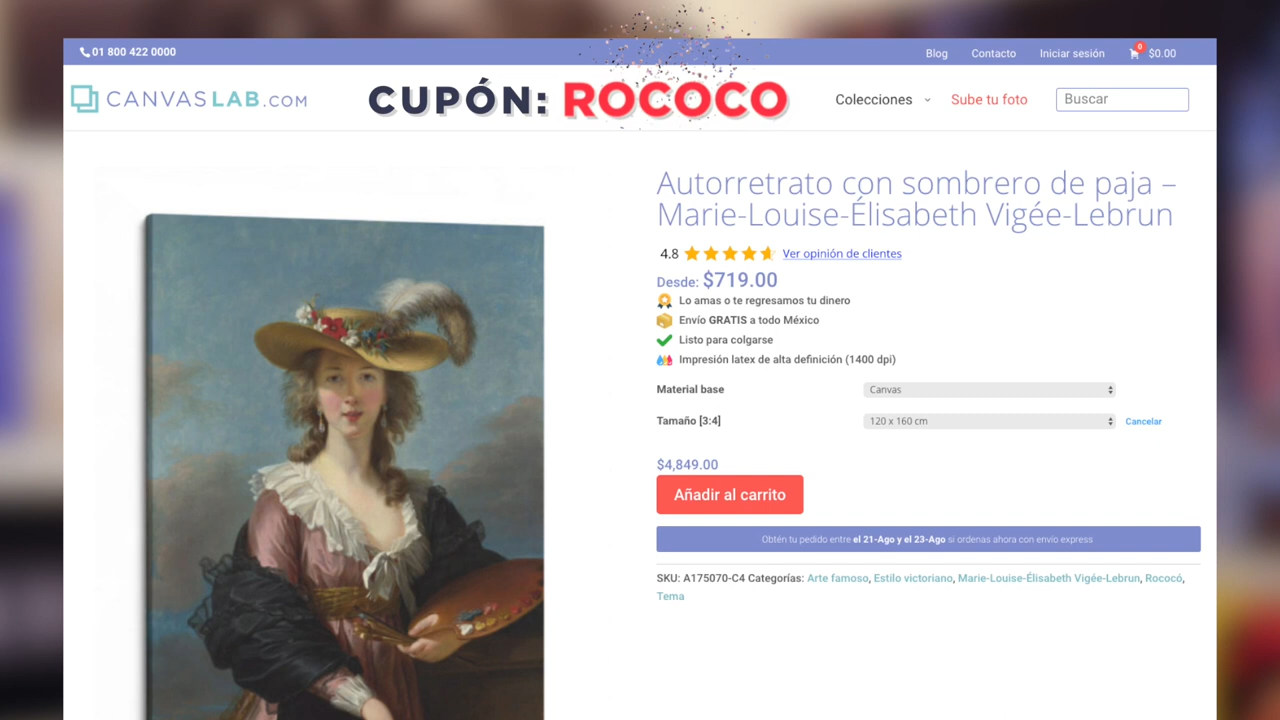 01 800 422 0000
Blog
Contacto
Iniciar sesión
0
$0.00
CANVASLAB.COM
CUPÓN: ROCOCO
Colecciones
Sube tu foto
Buscar
Autorretrato con sombrero de paja –
Marie-Louise-Élisabeth Vigée-Lebrun
4.8
Ver opinión de clientes
Desde: $719.00
Lo amas o te regresamos tu dinero
Envío GRATIS a todo México
Listo para colgarse
Impresión latex de alta definición (1400 dpi)
Material base
Canvas
Tamaño [3:4]
120 x 160 cm
Cancelar
$4,849.00
Añadir al carrito
Obtén tu pedido entre el 21-Ago y el 23-Ago si ordenas ahora con envío express
SKU: A175070-C4 Categorías: Arte famoso, Estilo victoriano, Marie-Louise-Élisabeth Vigée-Lebrun, Rococó,
Tema